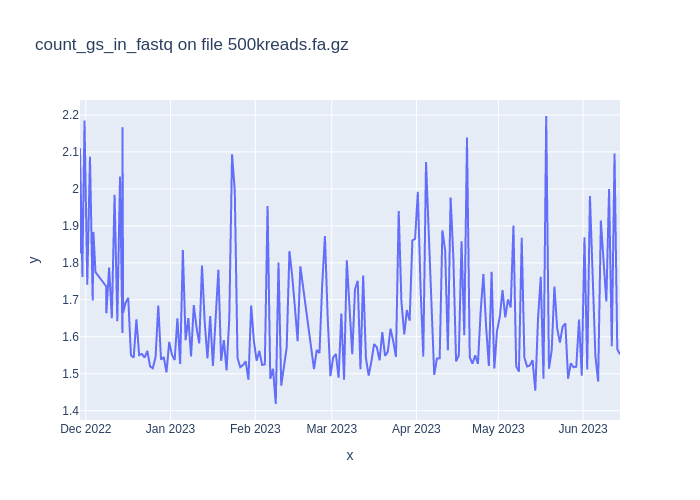 count_gs_in_fastq on file 500kreads.fa.gz
2.2
2.1
2
1.9
1.8
1.7
1.6
1.5
1.4
y
Dec 2022 Jan 2023 Feb 2023 Mar 2023 Apr 2023 May 2023 Jun 2023
x